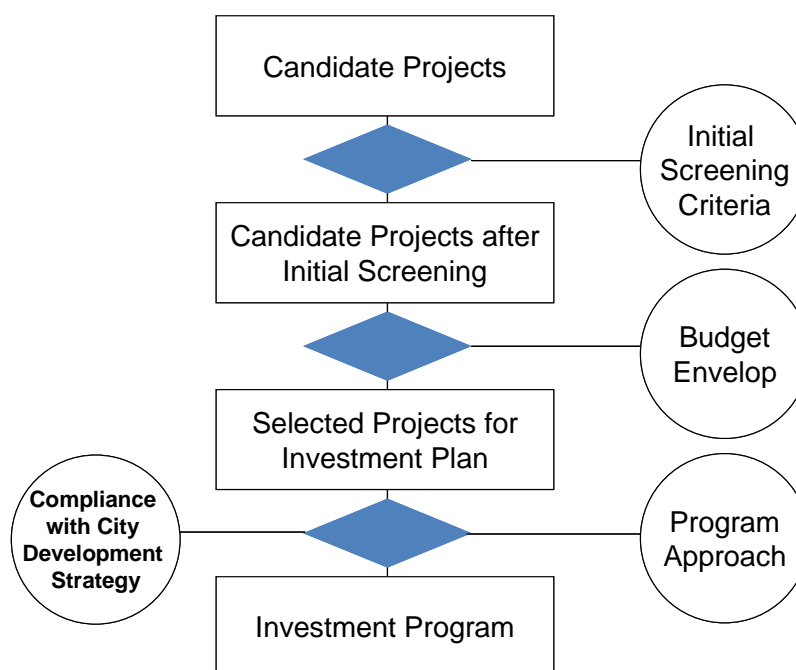 Candidate Projects
Initial
Screening
Criteria
Candidate Projects after
Initial Screening
Budget
Envelop
Selected Projects for
Investment Plan
Compliance
with City
Development
Strategy
Program
Approach
Investment Program